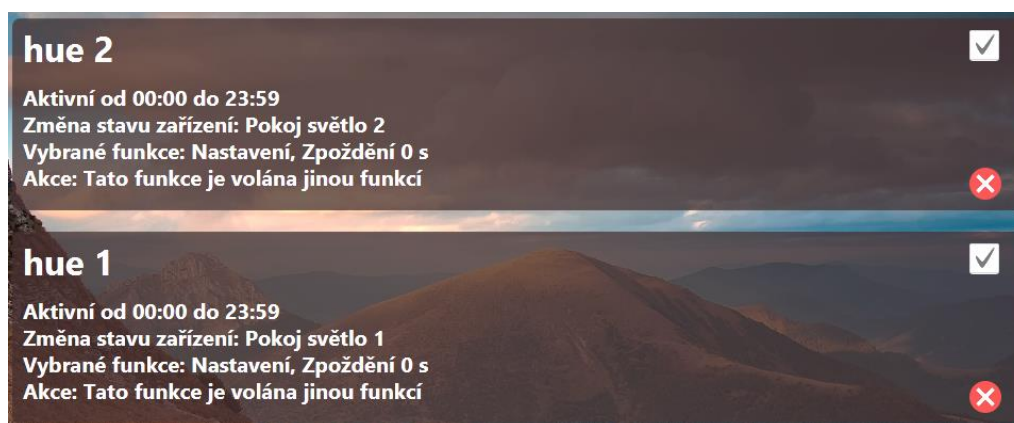 hue 2
Aktivní od 00:00 do 23:59
Změna stavu zařízení: Pokoj světlo 2
Vybrané funkce: Nastavení, Zpoždění 0 s
Akce: Tato funkce je volána jinou funkcí
hue 1
Aktivní od 00:00 do 23:59
Změna stavu zařízení: Pokoj světlo 1
Vybrané funkce: Nastavení, Zpoždění 0 s
Akce: Tato funkce je volána jinou funkcí